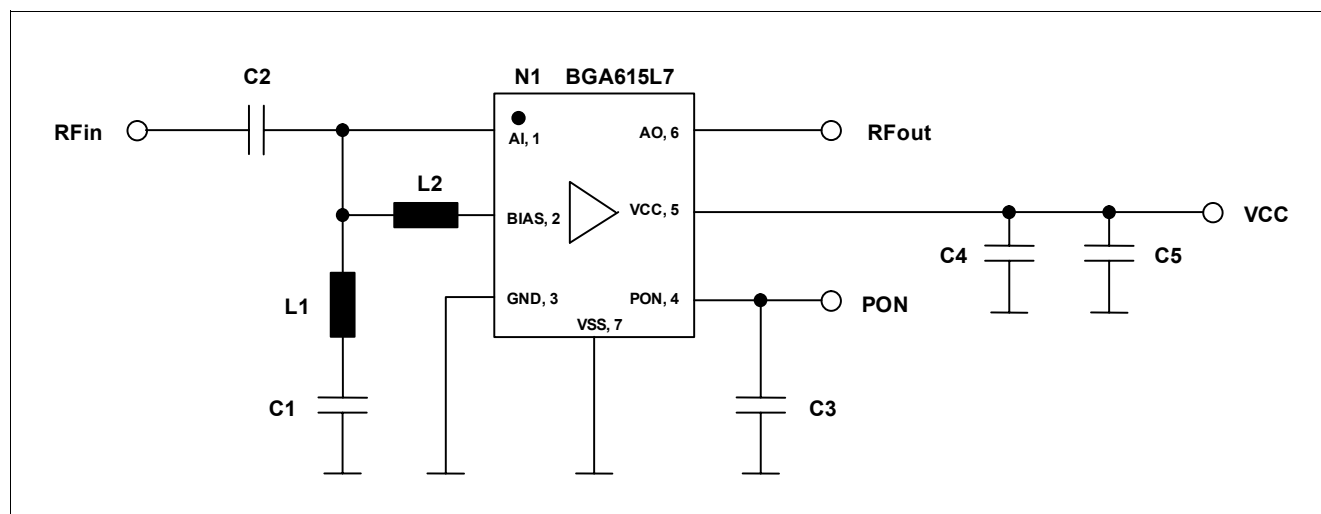 C2
N1 BGA615L7
RFin
AI, 1
AO, 6
RFout
L2
BIAS, 2
VCC, 5
VCC
C4
C5
L1
GND, 3
PON, 4
PON
VSS, 7
C1
C3